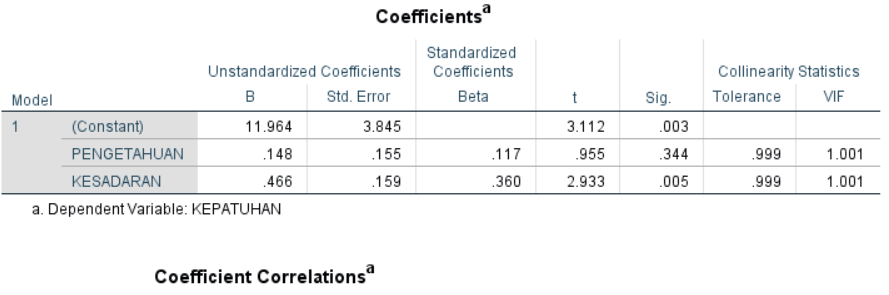 Coefficientsa
Unstandardized Coefficients Standardized Coefficients Collinearity Statistics
Model B Std. Error Beta t Sig. Tolerance VIF
1 (Constant) 11.964 3.845 3.112 .003
PENGETAHUAN .148 .155 .117 .955 .344 .999 1.001
KESADARAN .466 .159 .360 2.933 .005 .999 1.001
a. Dependent Variable: KEPATUHAN
Coefficient Correlationsa